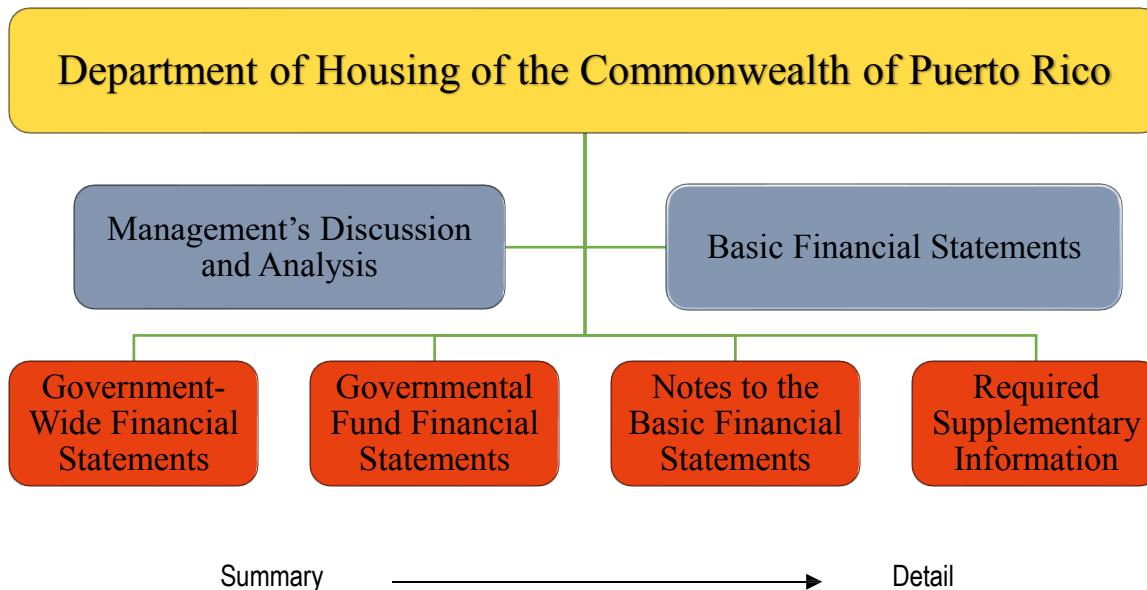 Department of Housing of the Commonwealth of Puerto Rico
Management’s Discussion
and Analysis
Basic Financial Statements
Government-
Wide Financial
Statements
Governmental
Fund Financial
Statements
Notes to the
Basic Financial
Statements
Required
Supplementary
Information
Summary
Detail